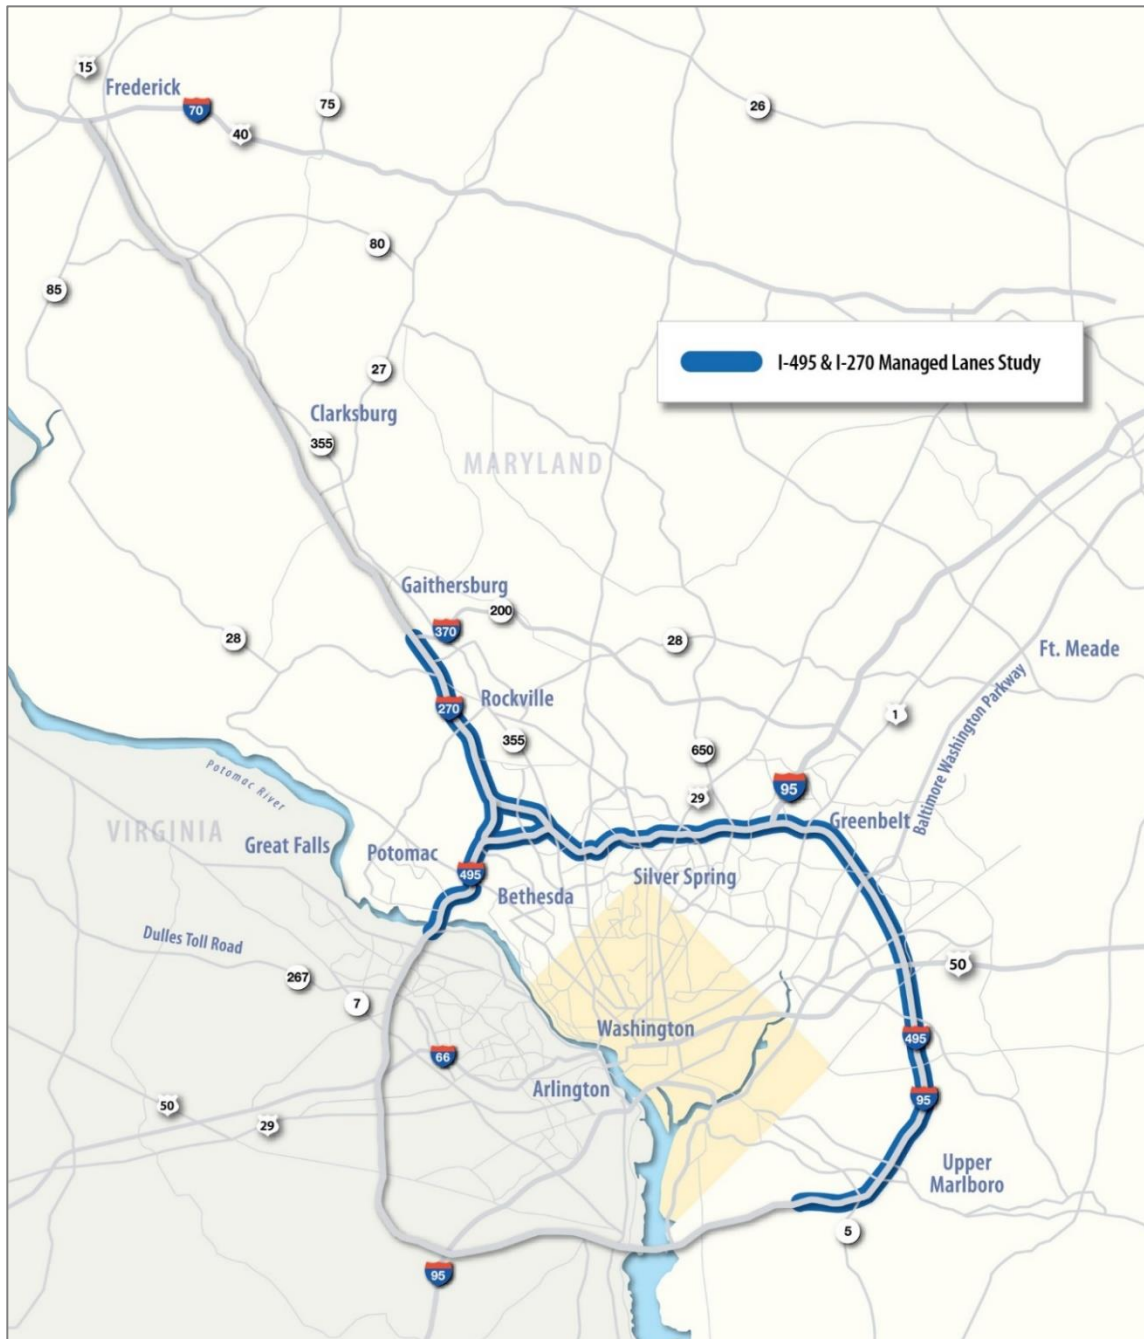 15
Frederick
70
75
26
40
80
85
I-495 & I-270 Managed Lanes Study
27
Clarksburg
355
MARYLAND
Gaithersburg
200
370
28
28
Ft. Meade
Rockville
270
1
355
650
Baltimore Washington Parkway
Potomac River
29
95
VIRGINIA
Greenbelt
Great Falls
Potomac
495
Silver Spring
Bethesda
Dulles Toll Road
50
267
7
Washington
495
66
Arlington
95
50
29
Upper
Marlboro
5
95